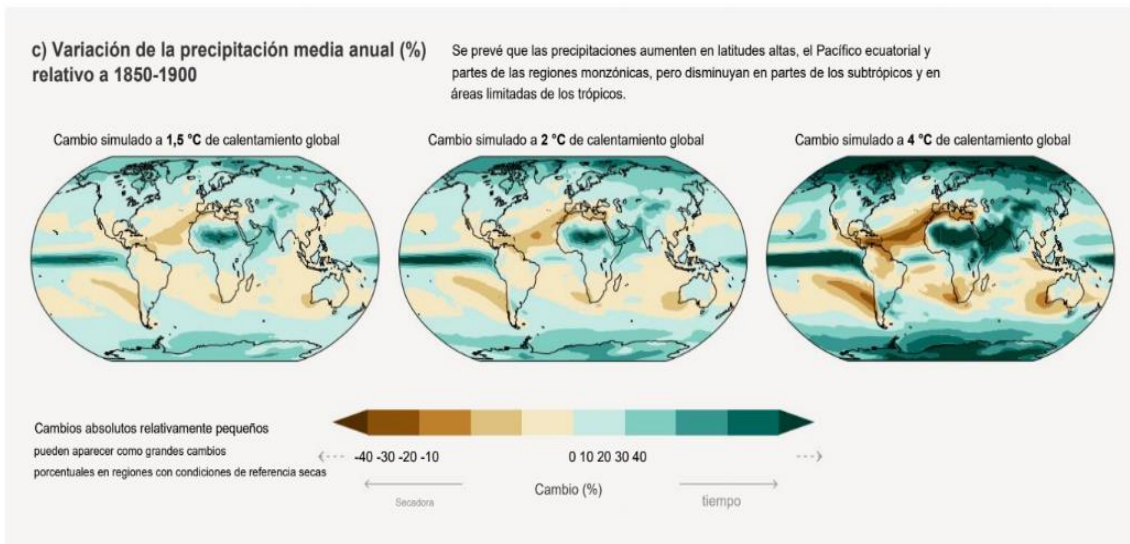 c) Variación de la precipitación media anual (%)
relativo a 1850-1900
Se prevé que las precipitaciones aumenten en latitudes altas, el Pacífico ecuatorial y
partes de las regiones monzónicas, pero disminuyan en partes de los subtrópicos y en
áreas limitadas de los trópicos.
Cambio simulado a 1,5 °C de calentamiento global
Cambio simulado a 2 °C de calentamiento global
Cambio simulado a 4 °C de calentamiento global
Cambios absolutos relativamente pequeños
pueden aparecer como grandes cambios
porcentuales en regiones con condiciones de referencia secas
-40 -30 -20 -10
0 10 20 30 40
Cambio (%)
Secadora
tiempo